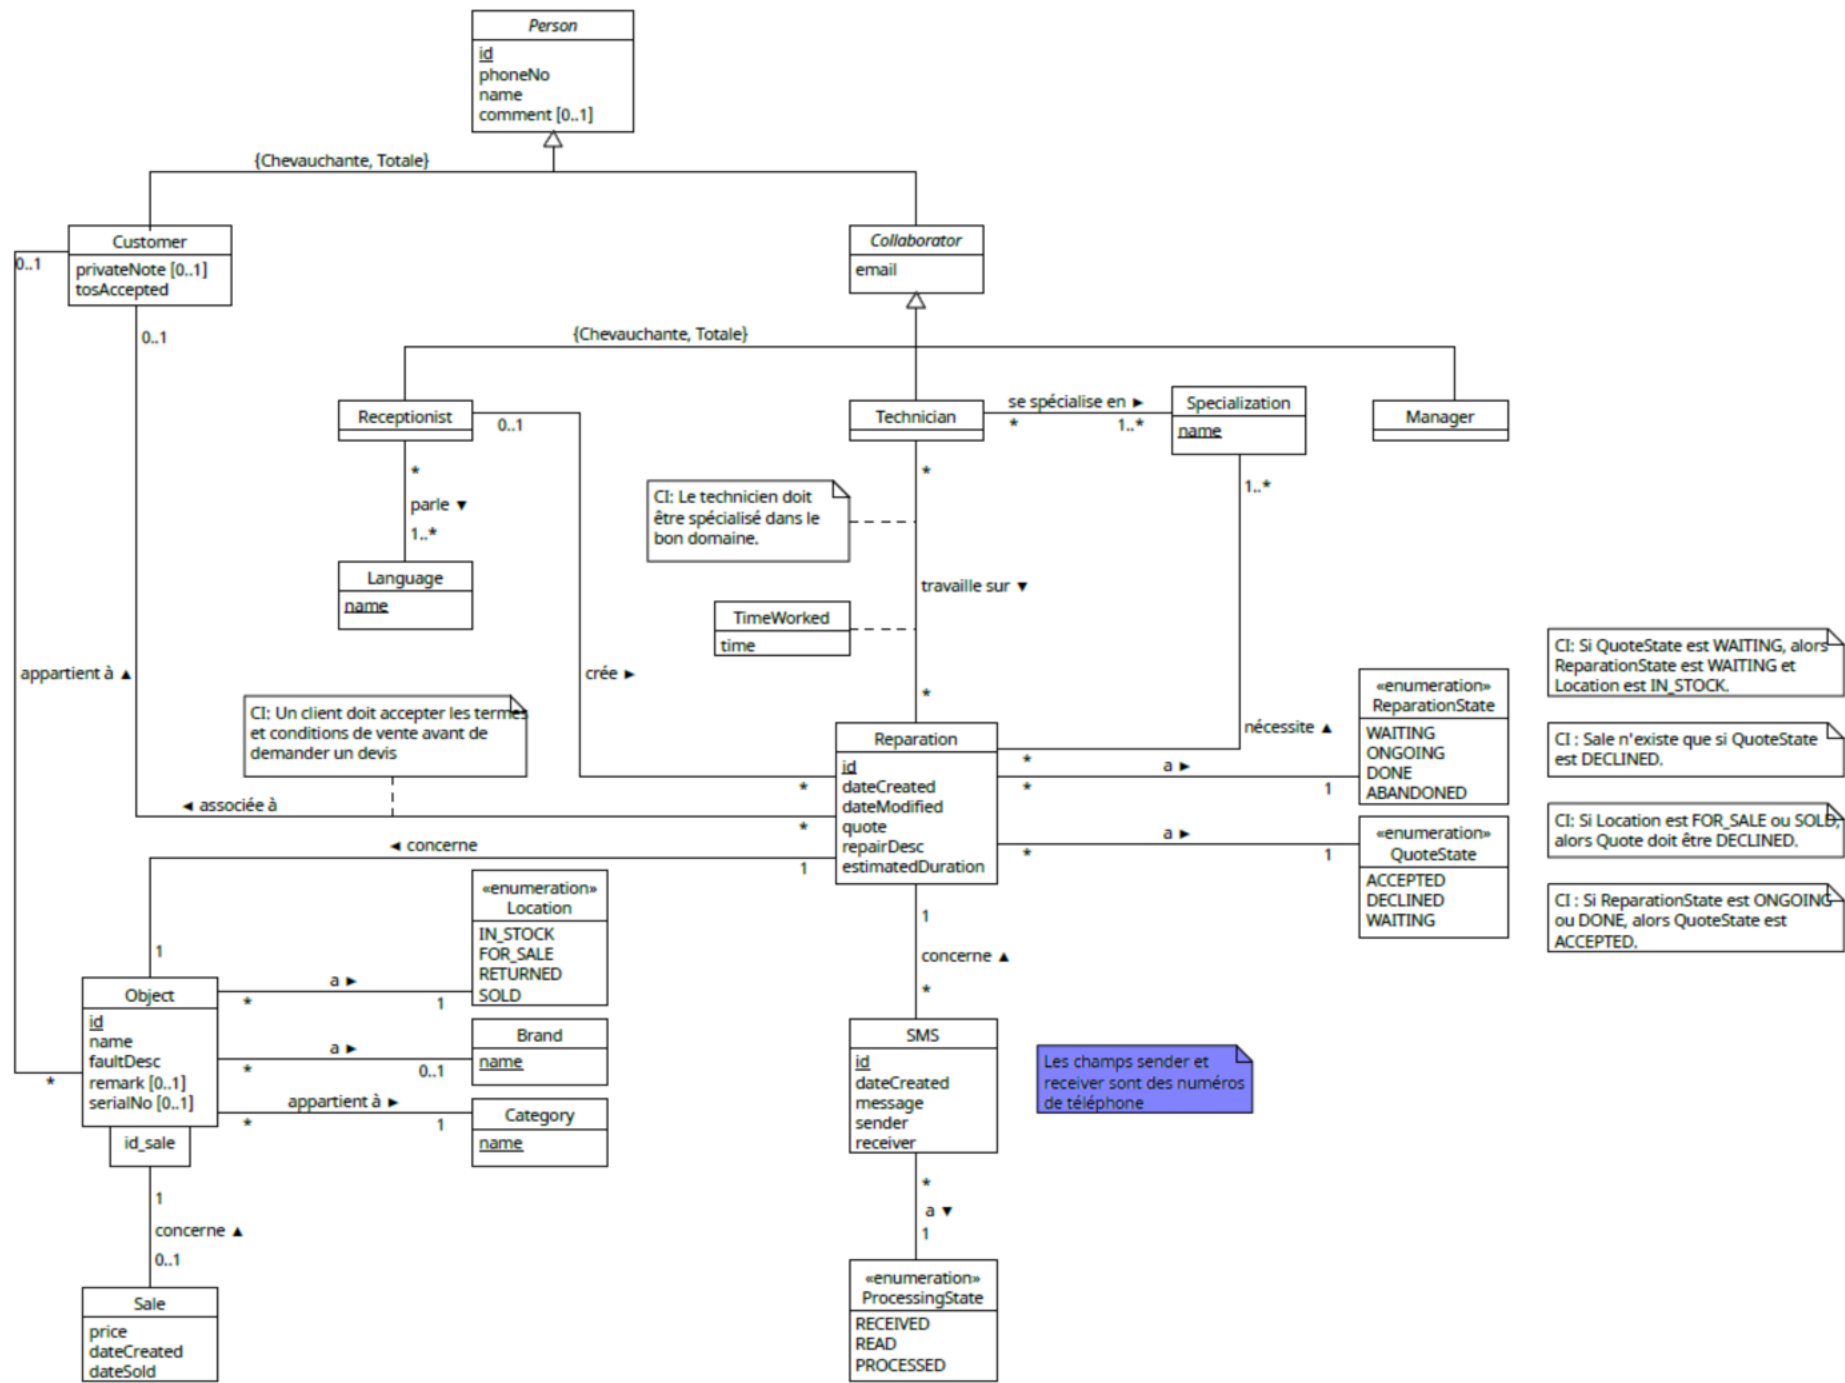 Person
id
phoneNo
name
comment [0..1]
{Chevauchante, Totale}
Customer
privateNote [0..1]
tosAccepted
0..1
0..1
Collaborator
email
{Chevauchante, Totale}
Receptionist
0..1
Technician
se spécialise en ►
*
1..*
Specialization
name
Manager
*
parle ▼
1..*
Language
name
CI: Le technicien doit
être spécialisé dans le
bon domaine.
*
travaille sur ▼
TimeWorked
time
*
1..*
nécessite ▲
*
appartient à ▲
crée ►
*
CI: Un client doit accepter les termes
et conditions de vente avant de
demander un devis
◄ associée à
*
◄ concerne
1
1
Reparation
id
dateCreated
dateModified
quote
repairDesc
estimatedDuration
a ►
*
1
«enumeration»
ReparationState
WAITING
ONGOING
DONE
ABANDONED
a ►
*
1
«enumeration»
QuoteState
ACCEPTED
DECLINED
WAITING
CI: Si QuoteState est WAITING, alors
ReparationState est WAITING et
Location est IN_STOCK.
CI : Sale n'existe que si QuoteState
est DECLINED.
CI: Si Location est FOR_SALE ou SOLD,
alors Quote doit être DECLINED.
CI : Si ReparationState est ONGOING
ou DONE, alors QuoteState est
ACCEPTED.
«enumeration»
Location
IN_STOCK
FOR_SALE
RETURNED
SOLD
Object
id
name
faultDesc
remark [0..1]
serialNo [0..1]
id_sale
*
a ►
*
1
a ►
*
0..1
Brand
name
appartient à ►
*
1
Category
name
1
concerne ▲
0..1
Sale
price
dateCreated
dateSold
1
concerne ▲
*
SMS
id
dateCreated
message
sender
receiver
Les champs sender et
receiver sont des numéros
de téléphone
*
a ▼
1
«enumeration»
ProcessingState
RECEIVED
READ
PROCESSED